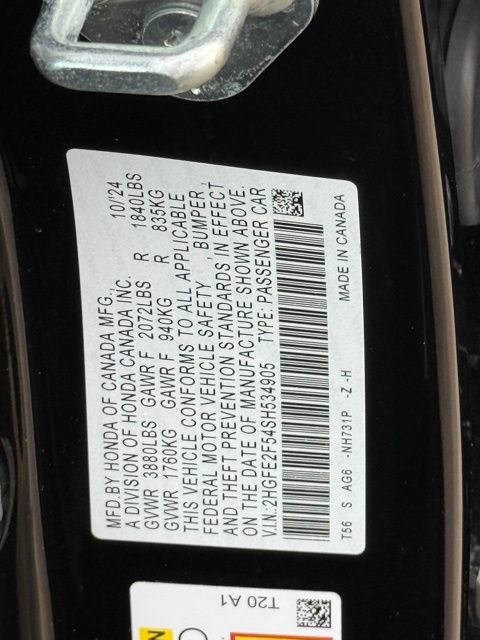 MFD.BY HONDA OF CANADA MFG., 10/'24
A DIVISION OF HONDA CANADA INC.
GVWR 3880LBS GAWR F 2072LBS R 1840LBS
GVWR 1760KG GAWR F 940KG R 835KG
THIS VEHICLE CONFORMS TO ALL APPLICABLE
FEDERAL MOTOR VEHICLE SAFETY , BUMPER ,
AND THEFT PREVENTION STANDARDS IN EFFECT
ON THE DATE OF MANUFACTURE SHOWN ABOVE.
V.I.N.:2HGFE2F54SH534905 TYPE: PASSENGER CAR
T56 S AG6 -NH731P -Z -H MADE IN CANADA
T20 A1